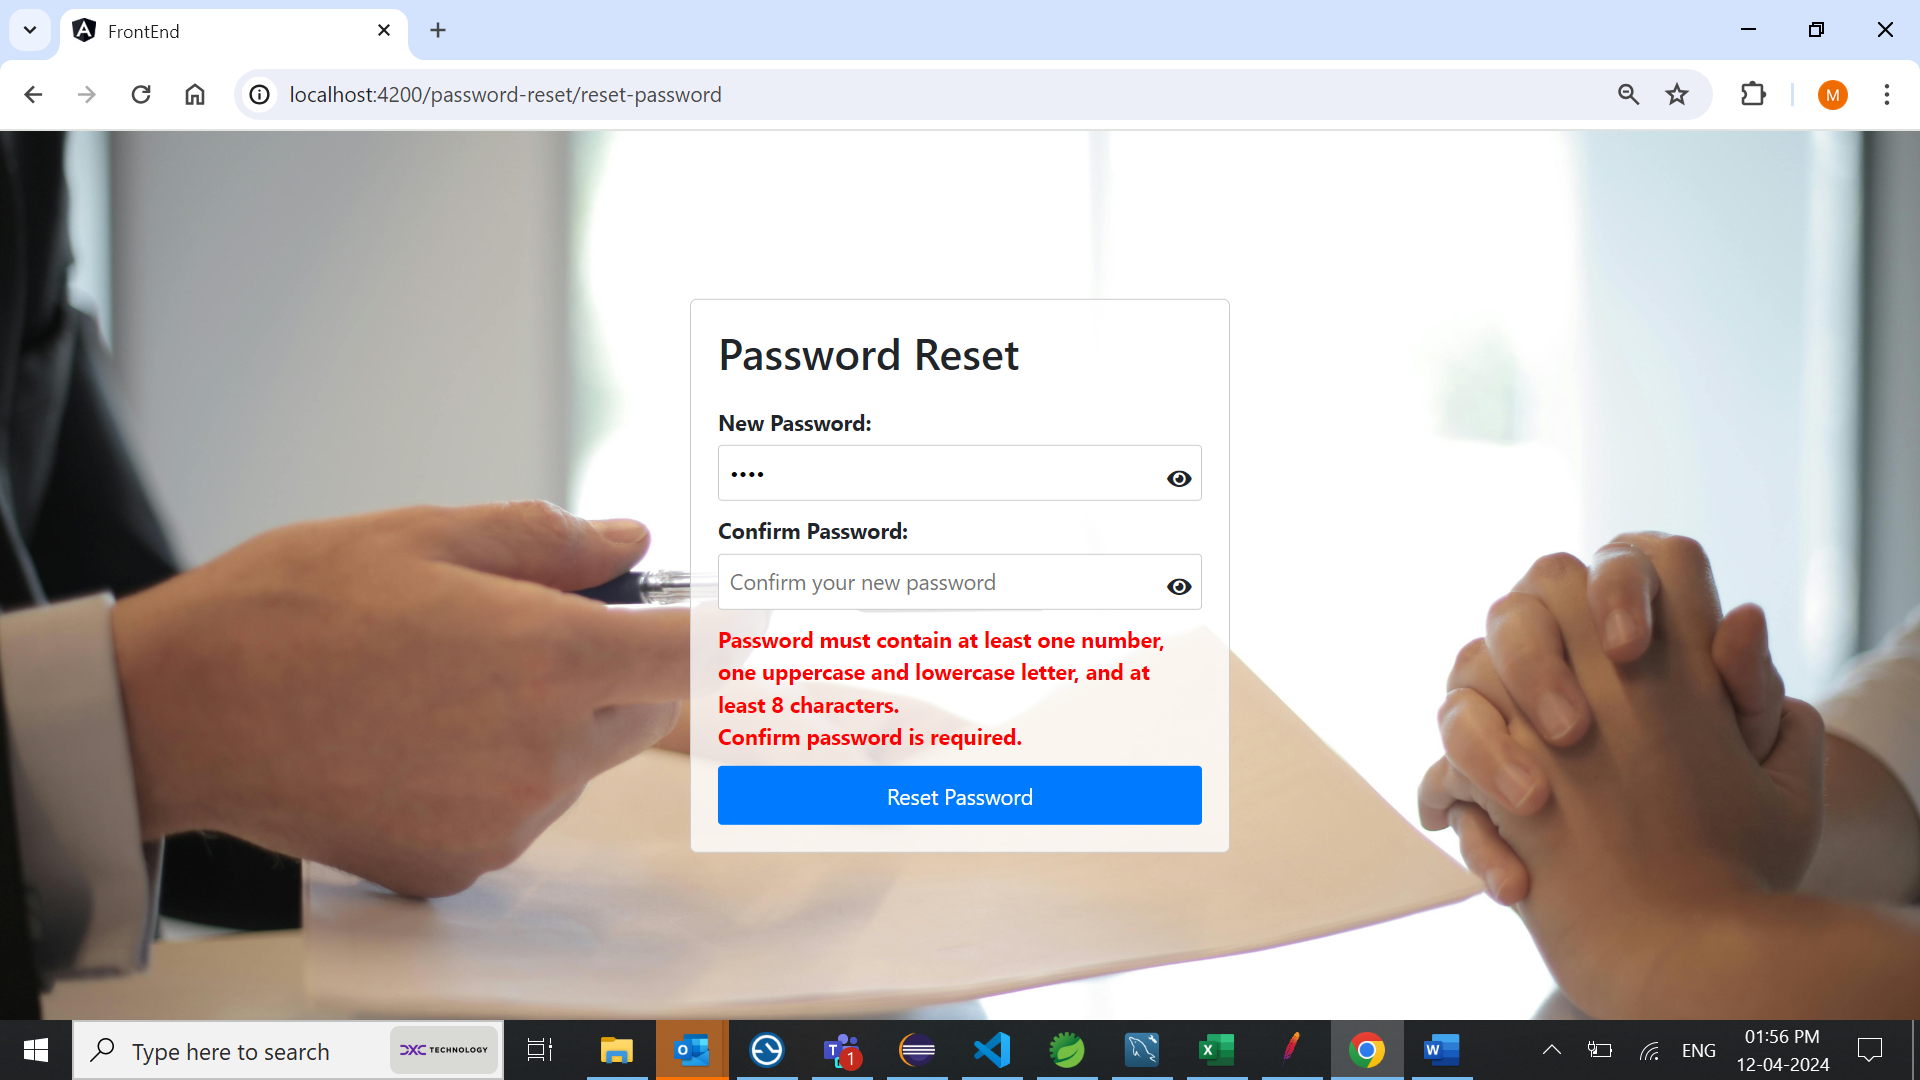 FrontEnd
localhost:4200/password-reset/reset-password
M
Password Reset
New Password:
••••
Confirm Password:
Confirm your new password
Password must contain at least one number,
one uppercase and lowercase letter, and at
least 8 characters.
Confirm password is required.
Reset Password
Type here to search
DXC TECHNOLOGY
1
ENG
01:56 PM
12-04-2024